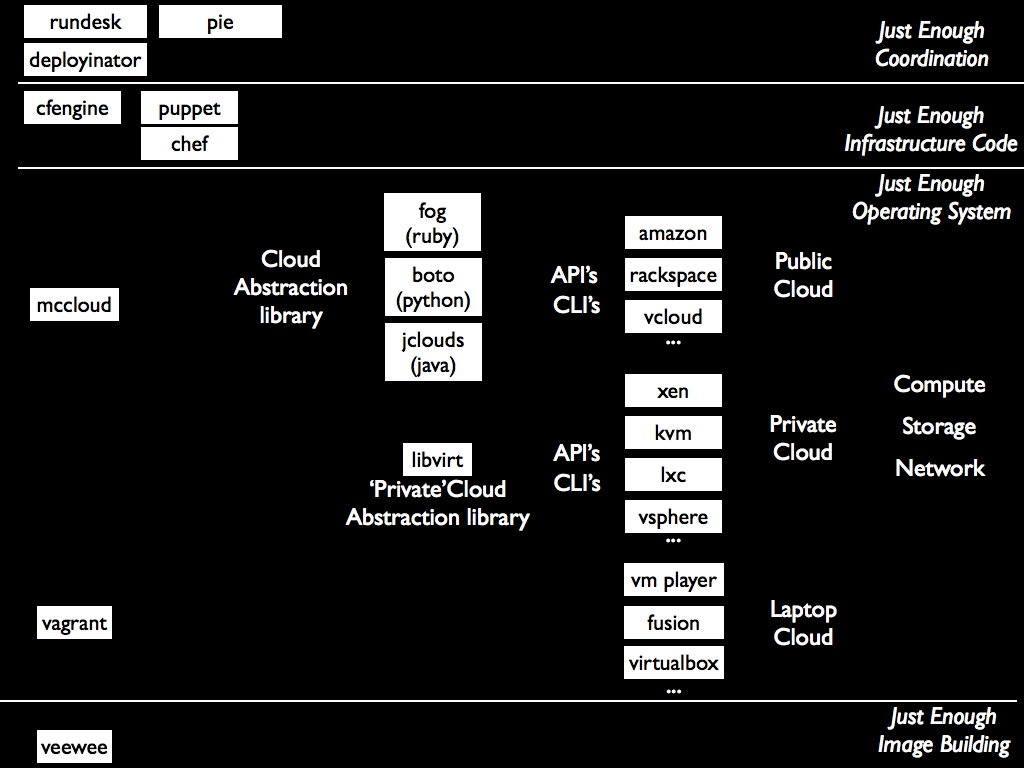 rundesk
pie
deployinator
Just Enough
Coordination
cfengine
puppet
chef
Just Enough
Infrastructure Code
Just Enough
Operating System
mccloud
Cloud
Abstraction
library
fog
(ruby)
boto
(python)
jclouds
(java)
API's
CLI's
amazon
rackspace
vcloud
...
Public
Cloud
libvirt
‘Private’Cloud
Abstraction library
API's
CLI's
xen
kvm
lxc
vsphere
...
Private
Cloud
Compute
Storage
Network
vagrant
vm player
fusion
virtualbox
...
Laptop
Cloud
veewee
Just Enough
Image Building